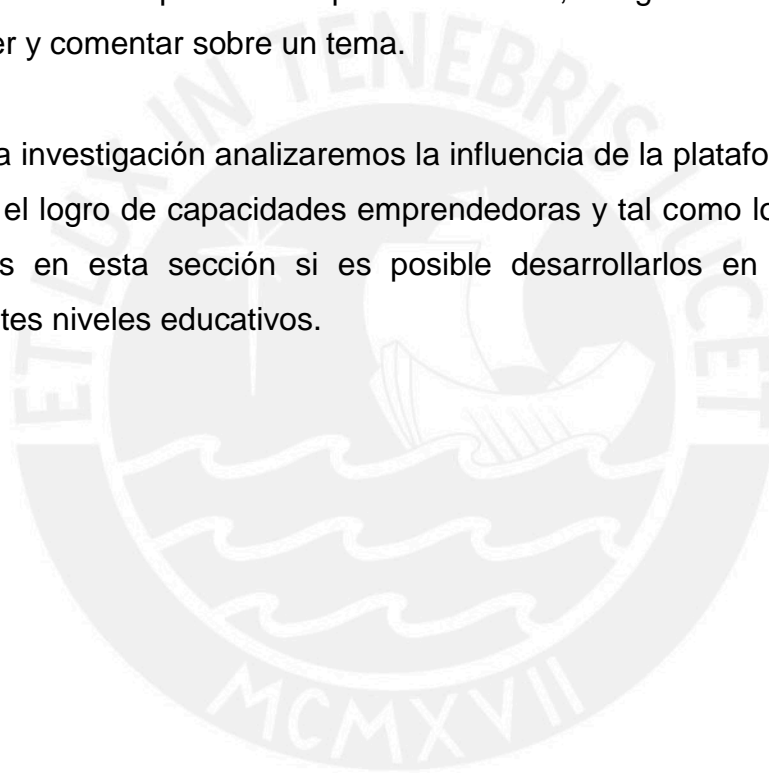 er y comentar sobre un tema.
a investigación analizaremos la influencia de la platafo
el logro de capacidades emprendedoras y tal como lo
s en esta sección si es posible desarrollarlos en
tes niveles educativos.
ET LUX IN TENEBRIS LUCET
MCMXVII